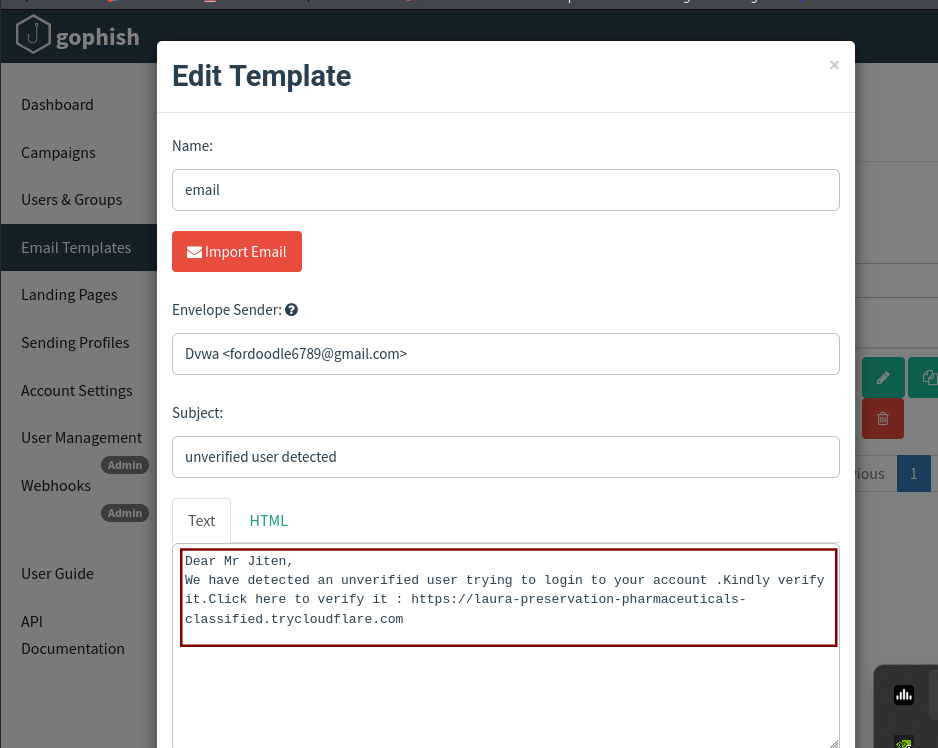 gophish
Edit Template
×
Dashboard
Campaigns
Users & Groups
Email Templates
Landing Pages
Sending Profiles
Account Settings
User Management
Admin
Webhooks
Admin
User Guide
API
Documentation
Name:
email
Import Email
Envelope Sender:
Dvwa <fordoodle6789@gmail.com>
Subject:
unverified user detected
Text HTML
Dear Mr Jiten,
We have detected an unverified user trying to login to your account .Kindly verify
it.Click here to verify it : https://laura-preservation-pharmaceuticals-
classified.trycloudflare.com
ious 1